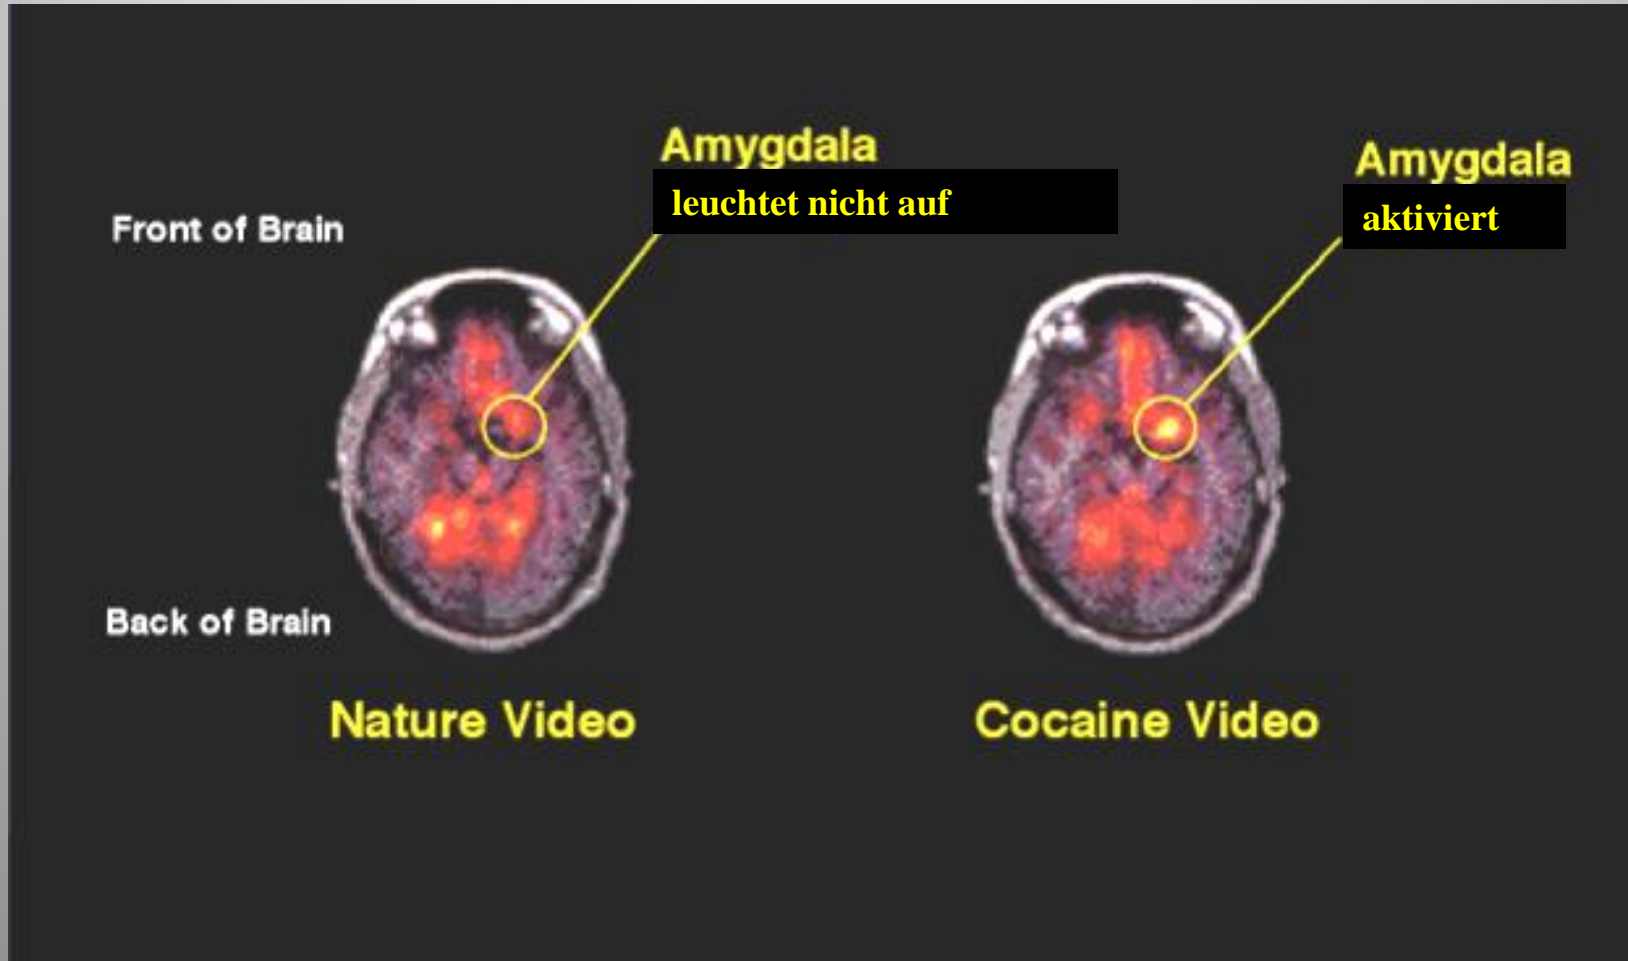 Amygdala
leuchtet nicht auf
Amygdala
aktiviert
Front of Brain
Back of Brain
Nature Video
Cocaine Video